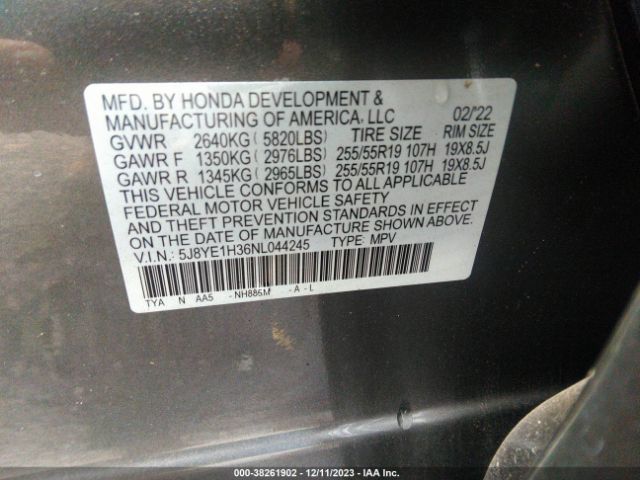 MFD. BY HONDA DEVELOPMENT &
MANUFACTURING OF AMERICA, LLC 02/'22
GVWR 2640KG ( 5820LBS) TIRE SIZE RIM SIZE
GAWR F 1350KG ( 2976LBS) 255/55R19 107H 19X8.5J
GAWR R 1345KG ( 2965LBS) 255/55R19 107H 19X8.5J
THIS VEHICLE CONFORMS TO ALL APPLICABLE
FEDERAL MOTOR VEHICLE SAFETY
AND THEFT PREVENTION STANDARDS IN EFFECT
ON THE DATE OF MANUFACTURE SHOWN ABOVE.
V.I.N.: 5J8YE1H36NL044245 TYPE: MPV
TYA N AA5 - NH886M - A - L
000-38261902 - 12/11/2023 - IAA Inc.